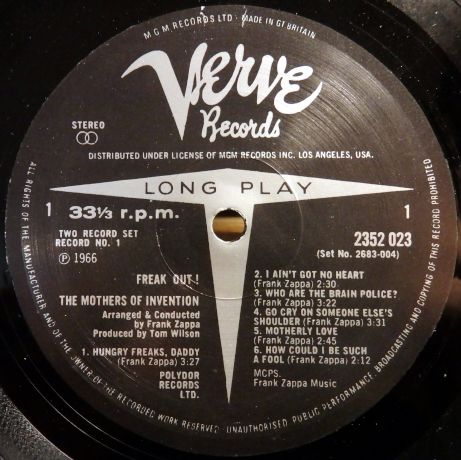 M G M RECORDS LTD · MADE IN GT BRITAIN
Verve
Records
STEREO
DISTRIBUTED UNDER LICENSE OF MGM RECORDS INC. LOS ANGELES, USA.
LONG PLAY
1 33⅓ r.p.m. 1
TWO RECORD SET
RECORD NO. 1
2352 023
(Set No. 2683-004)
Ⓟ 1966
FREAK OUT!
THE MOTHERS OF INVENTION
Arranged & Conducted
by Frank Zappa
Produced by Tom Wilson
1. HUNGRY FREAKS, DADDY
(Frank Zappa) 3:27
POLYDOR
RECORDS
LTD.
2. I AIN'T GOT NO HEART
(Frank Zappa) 2:30
3. WHO ARE THE BRAIN POLICE?
(Frank Zappa) 3:22
4. GO CRY ON SOMEONE ELSE'S
SHOULDER (Frank Zappa) 3:31
5. MOTHERLY LOVE
(Frank Zappa) 2:45
6. HOW COULD I BE SUCH
A FOOL (Frank Zappa) 2:12
MCPS.
Frank Zappa Music
ALL RIGHTS OF THE MANUFACTURER AND OF THE OWNER OF THE RECORDED WORK RESERVED · UNAUTHORISED PUBLIC PERFORMANCE, BROADCASTING AND COPYING OF THIS RECORD PROHIBITED